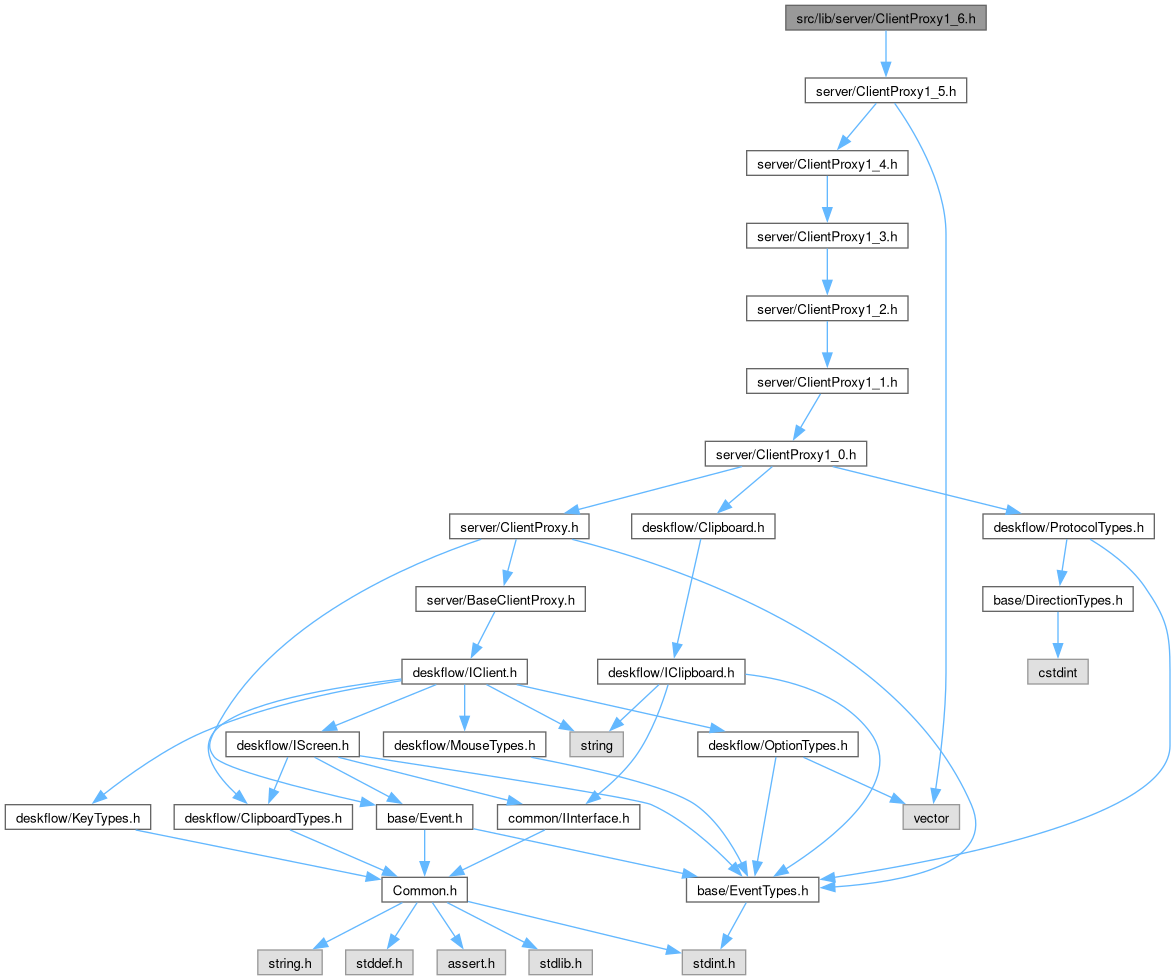 src/lib/server/ClientProxy1_6.h
server/ClientProxy1_5.h
server/ClientProxy1_4.h
server/ClientProxy1_3.h
server/ClientProxy1_2.h
server/ClientProxy1_1.h
server/ClientProxy1_0.h
server/ClientProxy.h
deskflow/Clipboard.h
deskflow/ProtocolTypes.h
server/BaseClientProxy.h
base/DirectionTypes.h
deskflow/IClient.h
deskflow/IClipboard.h
cstdint
deskflow/IScreen.h
deskflow/MouseTypes.h
string
deskflow/OptionTypes.h
deskflow/KeyTypes.h
deskflow/ClipboardTypes.h
base/Event.h
common/IInterface.h
vector
Common.h
base/EventTypes.h
string.h
stddef.h
assert.h
stdlib.h
stdint.h